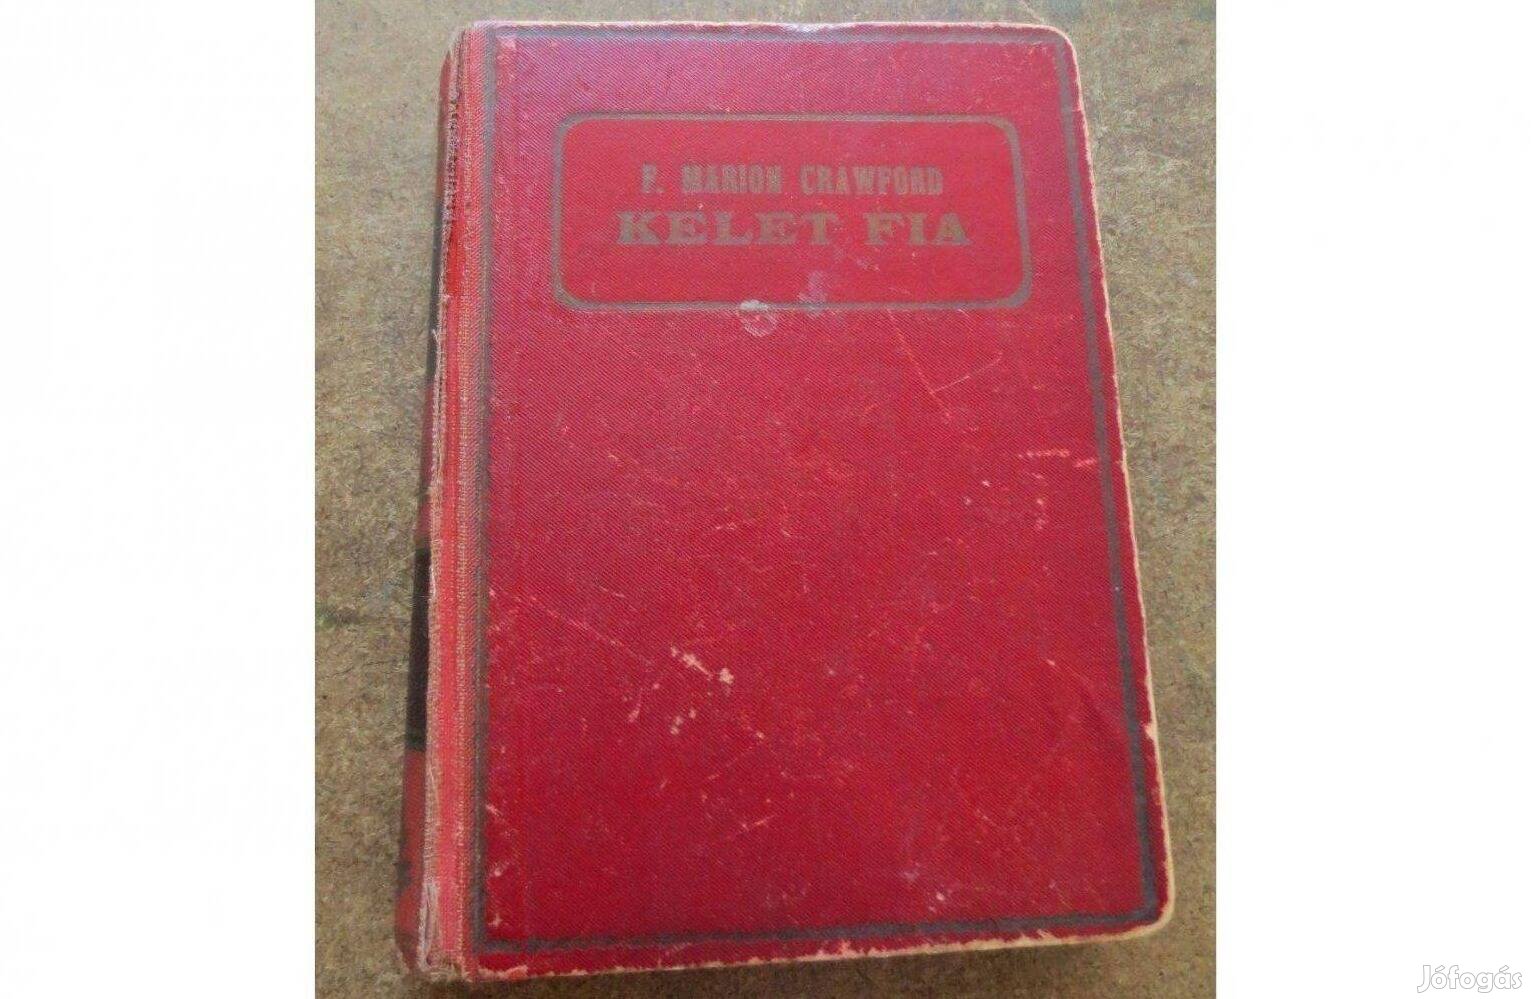 F. MARION CRAWFORD
KELET FIA
Jófogás